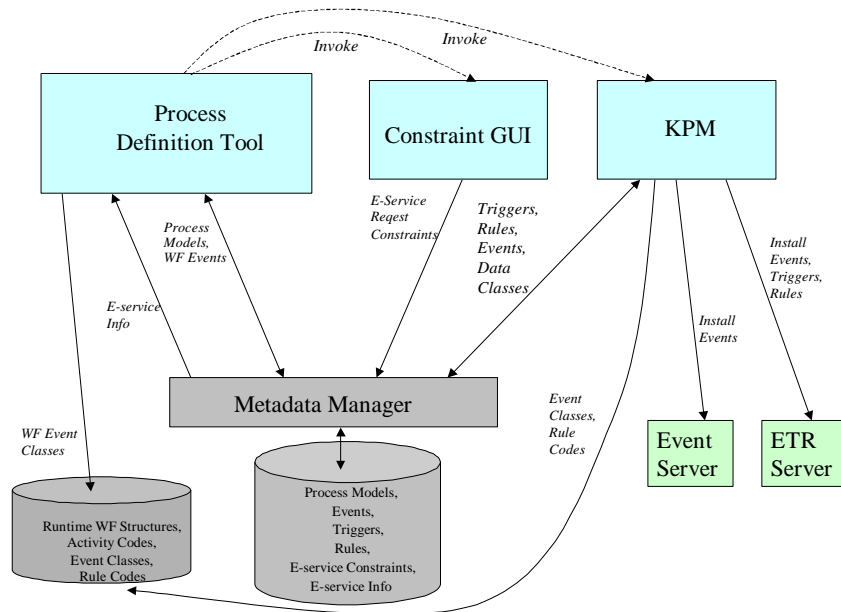 Invoke
Invoke
Process
Definition Tool
Constraint GUI
KPM
E-Service
Reqest
Constraints
Triggers,
Rules,
Events,
Data
Classes
Process
Models,
WF Events
Install
Events,
Triggers,
Rules
E-service
Info
Install
Events
Metadata Manager
Event
Classes,
Rule
Codes
WF Event
Classes
Event
Server
ETR
Server
Process Models,
Events,
Triggers,
Rules,
E-service Constraints,
E-service Info
Runtime WF Structures,
Activity Codes,
Event Classes,
Rule Codes